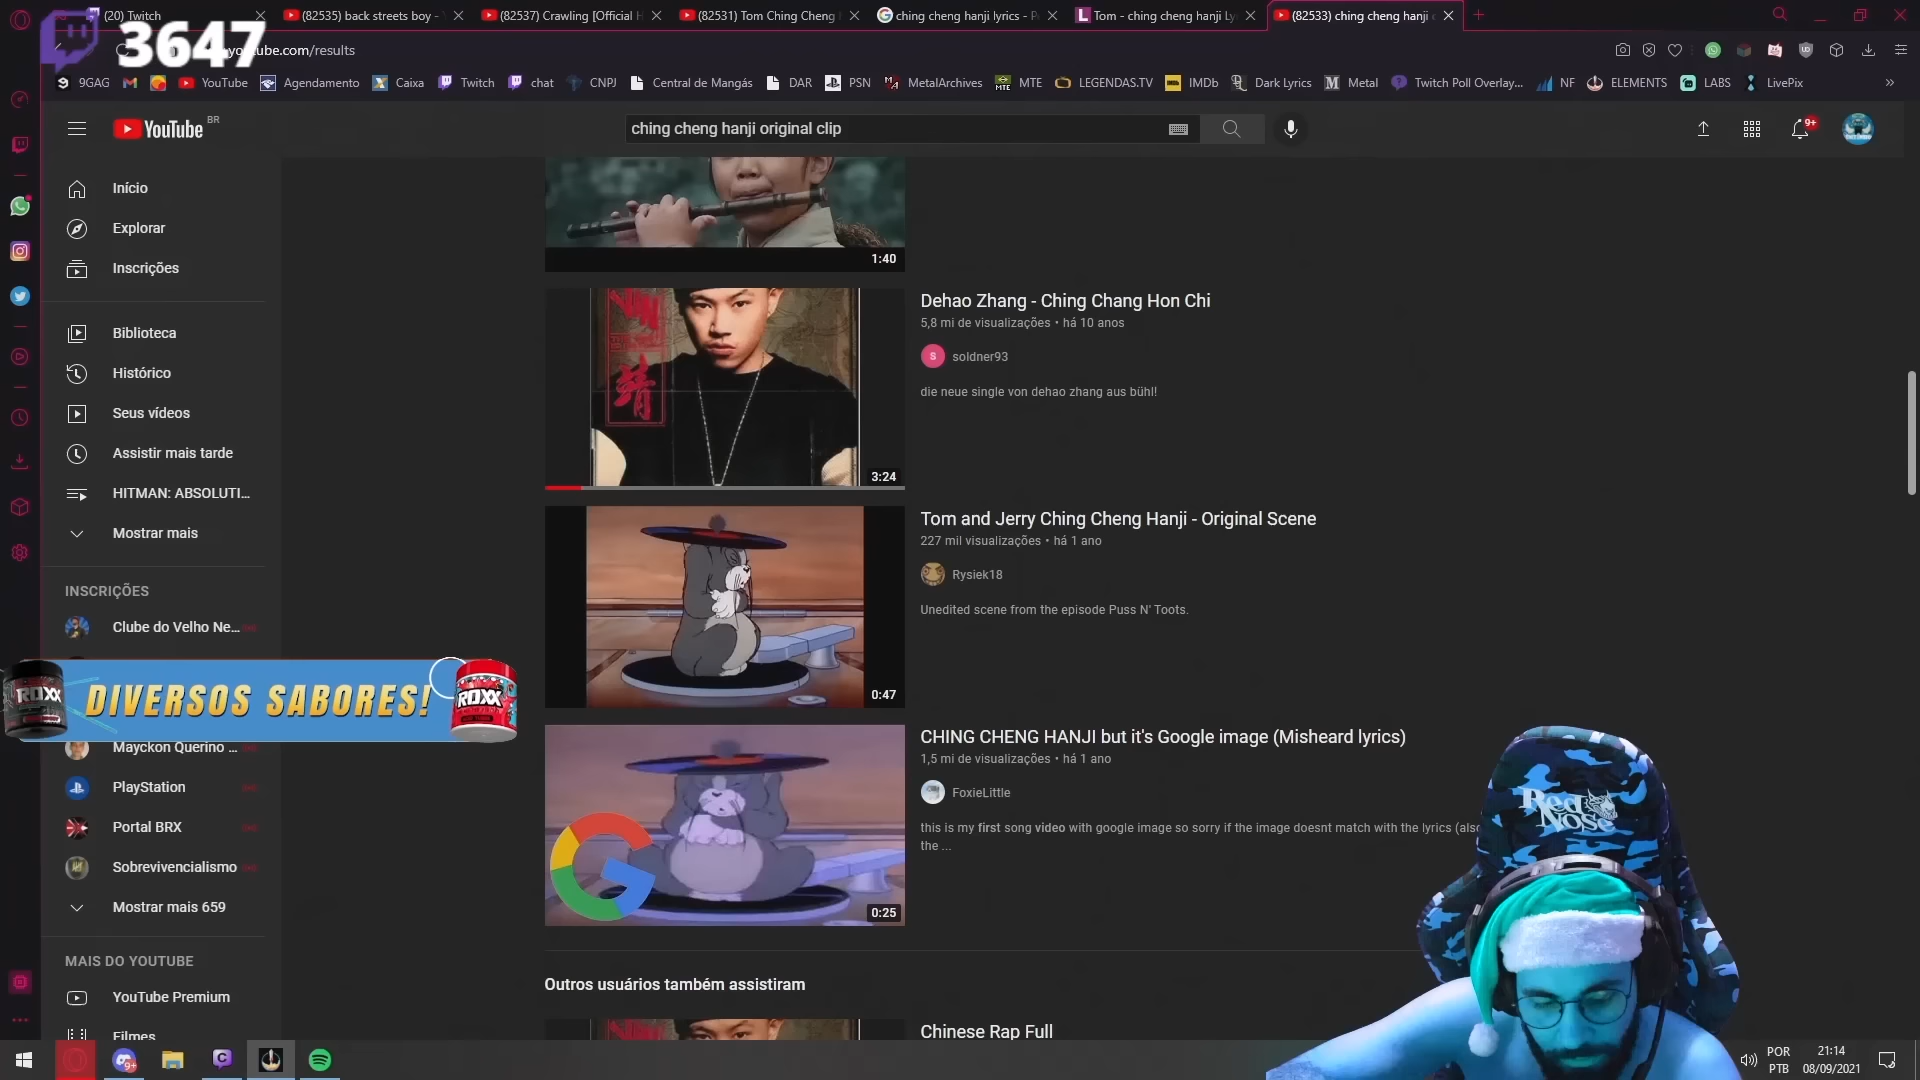 (20) Twitch
(82535) back streets boy -
(82537) Crawling [Official H
(82531) Tom Ching Cheng
ching cheng hanji lyrics - P
Tom - ching cheng hanji Ly
(82533) ching cheng hanji
3647
youtube.com/results
9GAG
YouTube
Agendamento
Caixa
Twitch
chat
CNPJ
Central de Mangás
DAR
PSN
MetalArchives
MTE
LEGENDAS.TV
IMDb
Dark Lyrics
Metal
Twitch Poll Overlay...
NF
ELEMENTS
LABS
LivePix
YouTube BR
ching cheng hanji original clip
9+
Início
Explorar
Inscrições
Biblioteca
Histórico
Seus vídeos
Assistir mais tarde
HITMAN: ABSOLUTI...
Mostrar mais
INSCRIÇÕES
Clube do Velho Ne...
ROXX
DIVERSOS SABORES!
ROXX
Mayckon Querino ...
PlayStation
Portal BRX
Sobrevivencialismo
Mostrar mais 659
MAIS DO YOUTUBE
YouTube Premium
Filmes
1:40
靖
3:24
Dehao Zhang - Ching Chang Hon Chi
5,8 mi de visualizações • há 10 anos
S
soldner93
die neue single von dehao zhang aus bühl!
0:47
Tom and Jerry Ching Cheng Hanji - Original Scene
227 mil visualizações • há 1 ano
Rysiek18
Unedited scene from the episode Puss N' Toots.
0:25
CHING CHENG HANJI but it's Google image (Misheard lyrics)
1,5 mi de visualizações • há 1 ano
FoxieLittle
this is my first song video with google image so sorry if the image doesnt match with the lyrics (also
the ...
Outros usuários também assistiram
Chinese Rap Full
Red Nose
9+
POR
PTB
21:14
08/09/2021